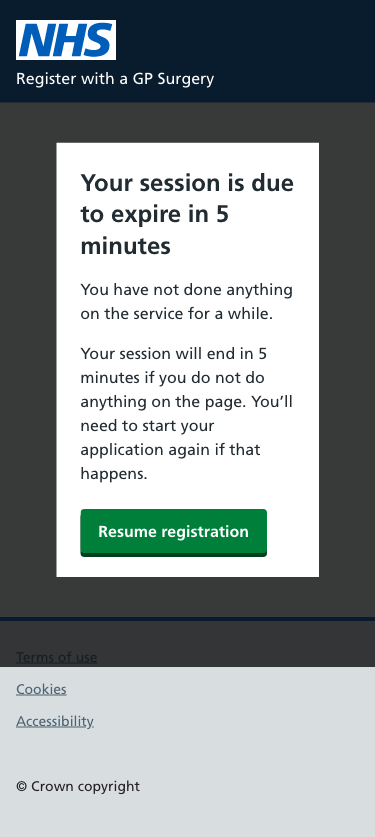 NHS
Register with a GP Surgery
Your session is due
to expire in 5
minutes
You have not done anything
on the service for a while.
Your session will end in 5
minutes if you do not do
anything on the page. You’ll
need to start your
application again if that
happens.
Resume registration
Terms of use
Cookies
Accessibility
© Crown copyright